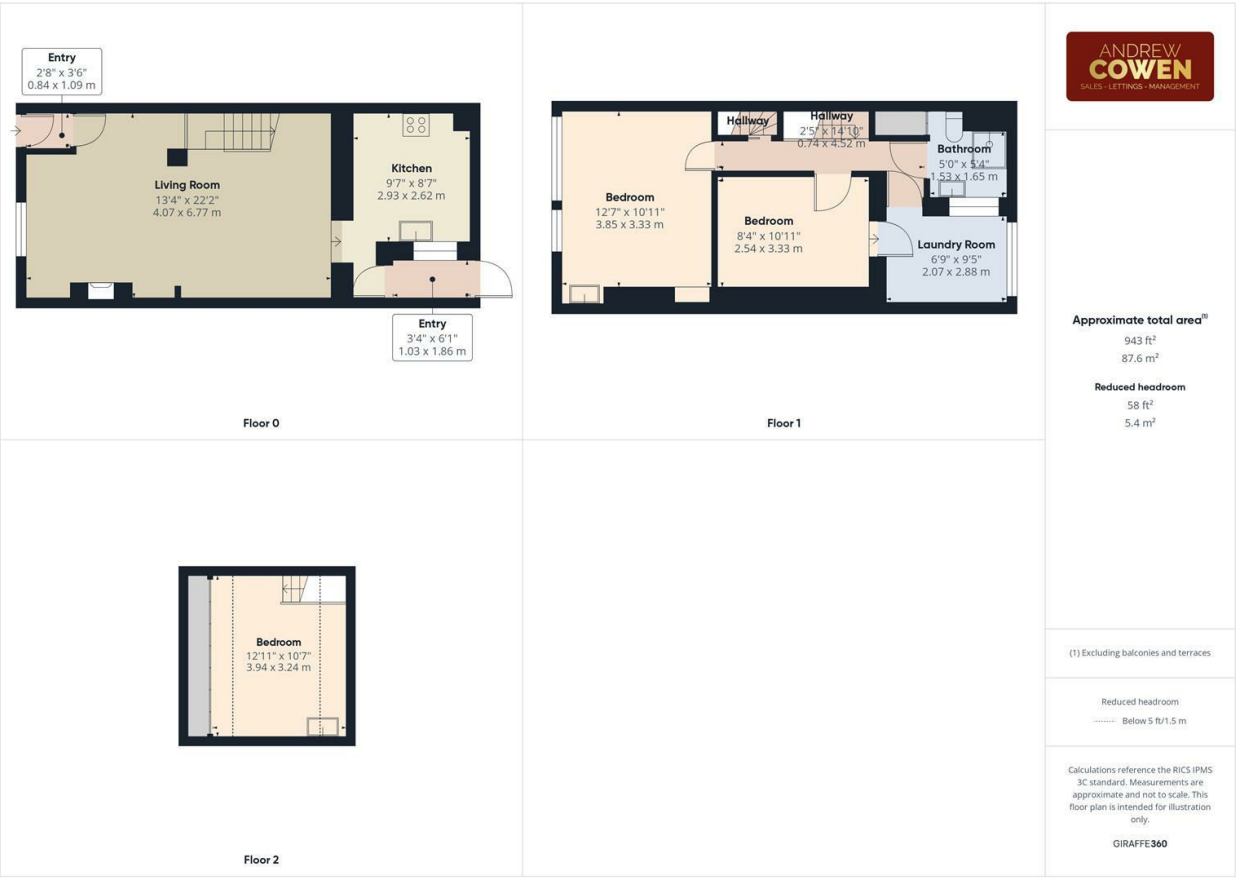 Entry
2'8" x 3'6"
0.84 x 1.09 m
Living Room
13'4" x 22'2"
4.07 x 6.77 m
Kitchen
9'7" x 8'7"
2.93 x 2.62 m
Entry
3'4" x 6'1"
1.03 x 1.86 m
Floor 0
Hallway
Hallway
2'5" x 14'10"
0.74 x 4.52 m
Bathroom
5'0" x 5'4"
1.53 x 1.65 m
Bedroom
12'7" x 10'11"
3.85 x 3.33 m
Bedroom
8'4" x 10'11"
2.54 x 3.33 m
Laundry Room
6'9" x 9'5"
2.07 x 2.88 m
Floor 1
Bedroom
12'11" x 10'7"
3.94 x 3.24 m
Floor 2
ANDREW
COWEN
SALES - LETTINGS - MANAGEMENT
Approximate total area(1)
943 ft²
87.6 m²
Reduced headroom
58 ft²
5.4 m²
(1) Excluding balconies and terraces
Reduced headroom
Below 5 ft/1.5 m
Calculations reference the RICS IPMS
3C standard. Measurements are
approximate and not to scale. This
floor plan is intended for illustration
only.
GIRAFFE360